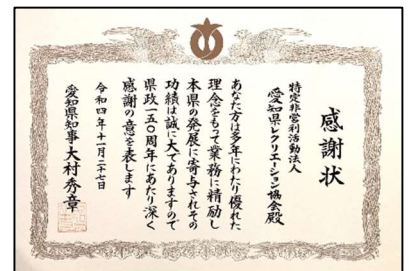 感謝状
特定非営利活動法人
愛知県レクリエーション協会殿
あなた方は多年にわたり優れた
理念をもって業務に精励し
本県の発展に寄与されその
功績は誠に大でありますので
県政一五〇周年にあたり深く
感謝の意を表します
令和四年十一月二十七日
愛知県知事大村秀章